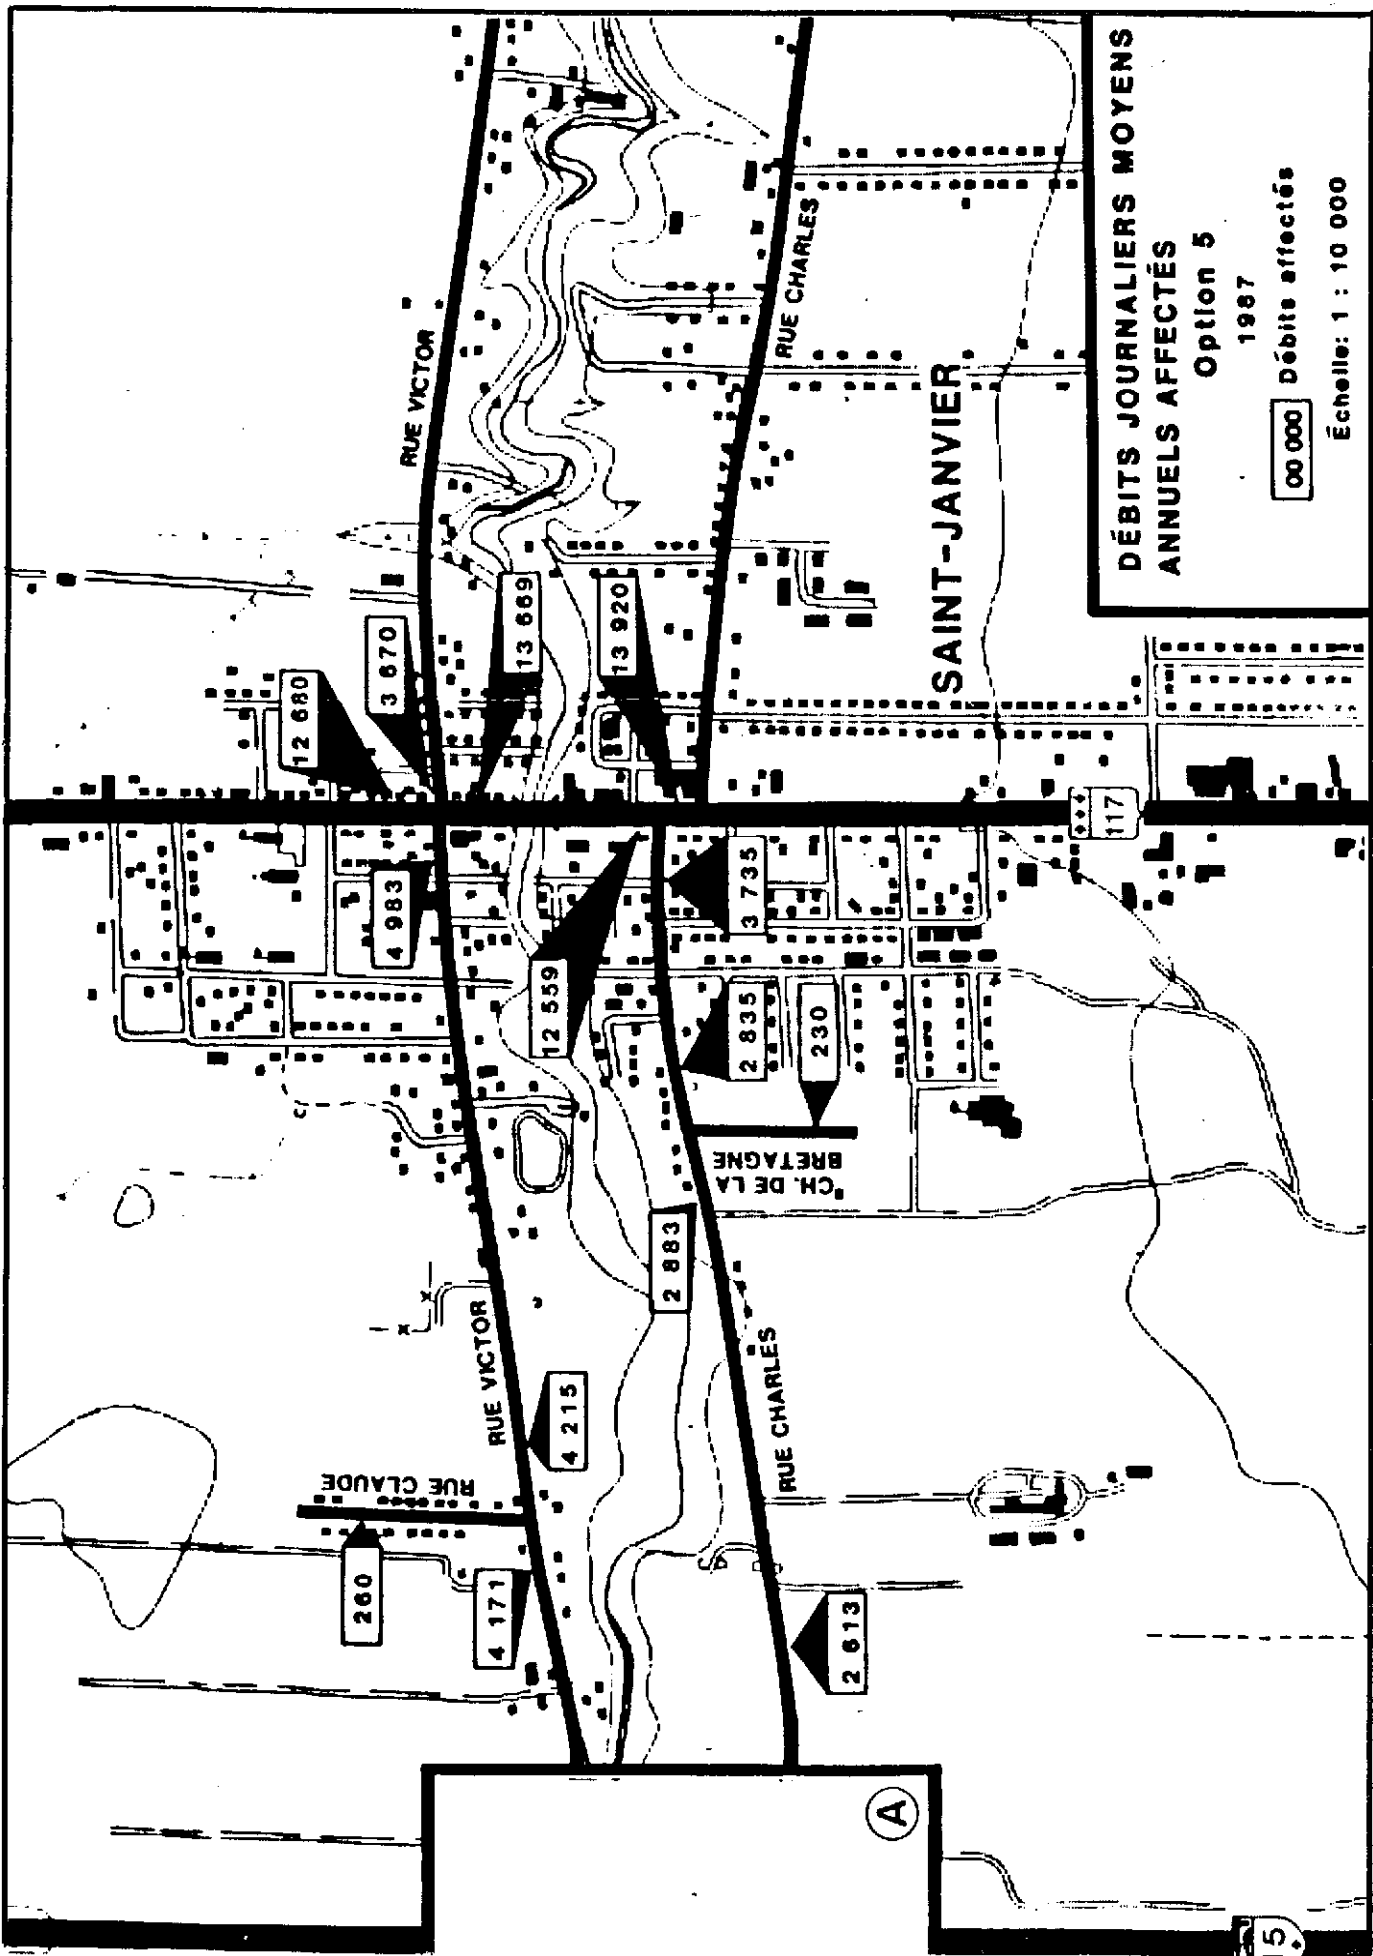 DÉBITS JOURNALIERS MOYENS
ANNUELS AFFECTÉS
Option 5
1987
00 000 Débits affectés
Échelle: 1 : 10 000
RUE VICTOR
RUE CHARLES
SAINT-JANVIER
12 680
3 670
13 669
13 920
117
4 983
12 559
3 735
2 835
230
"CH. DE LA
BRETAGNE
2 883
RUE VICTOR
4 215
RUE CHARLES
RUE CLAUDE
260
4 171
2 613
A
15